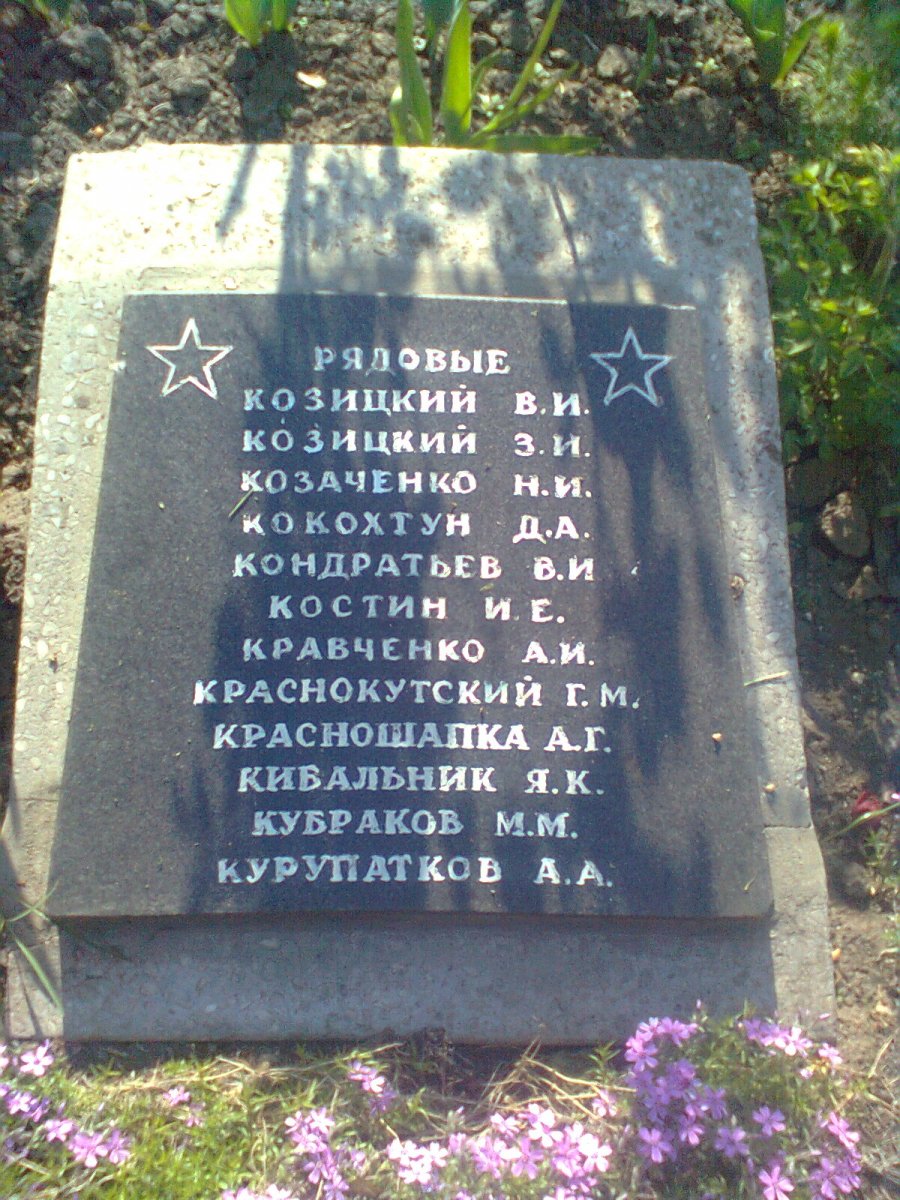 РЯДОВЫЕ
КОЗИЦКИЙ В.И.
КОЗИЦКИЙ З.И.
КОЗАЧЕНКО Н.И.
КОКОХТУН Д.А.
КОНДРАТЬЕВ В.И
КОСТИН И.Е.
КРАВЧЕНКО А.И.
КРАСНОКУТСКИЙ Г.М.
КРАСНОШАПКА А.Г.
КИБАЛЬНИК Я.К.
КУБРАКОВ М.М.
КУРУПАТКОВ А.А.